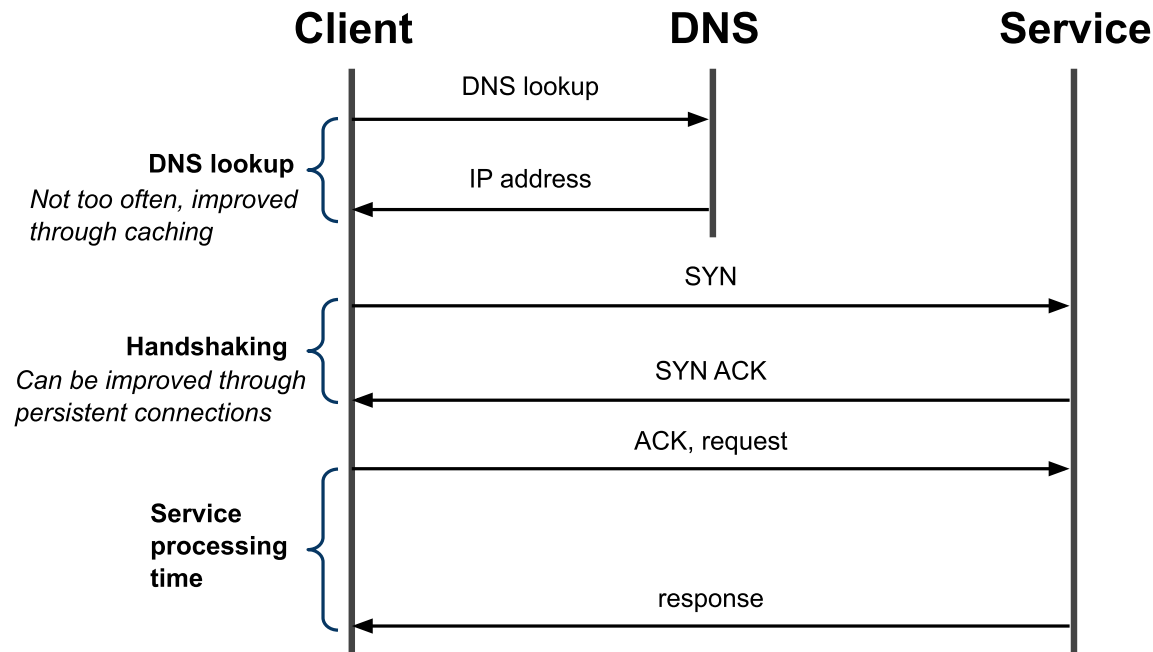 Client
DNS
Service
DNS lookup
DNS lookup
Not too often, improved
through caching
IP address
SYN
Handshaking
Can be improved through
persistent connections
SYN ACK
ACK, request
Service
processing
time
response